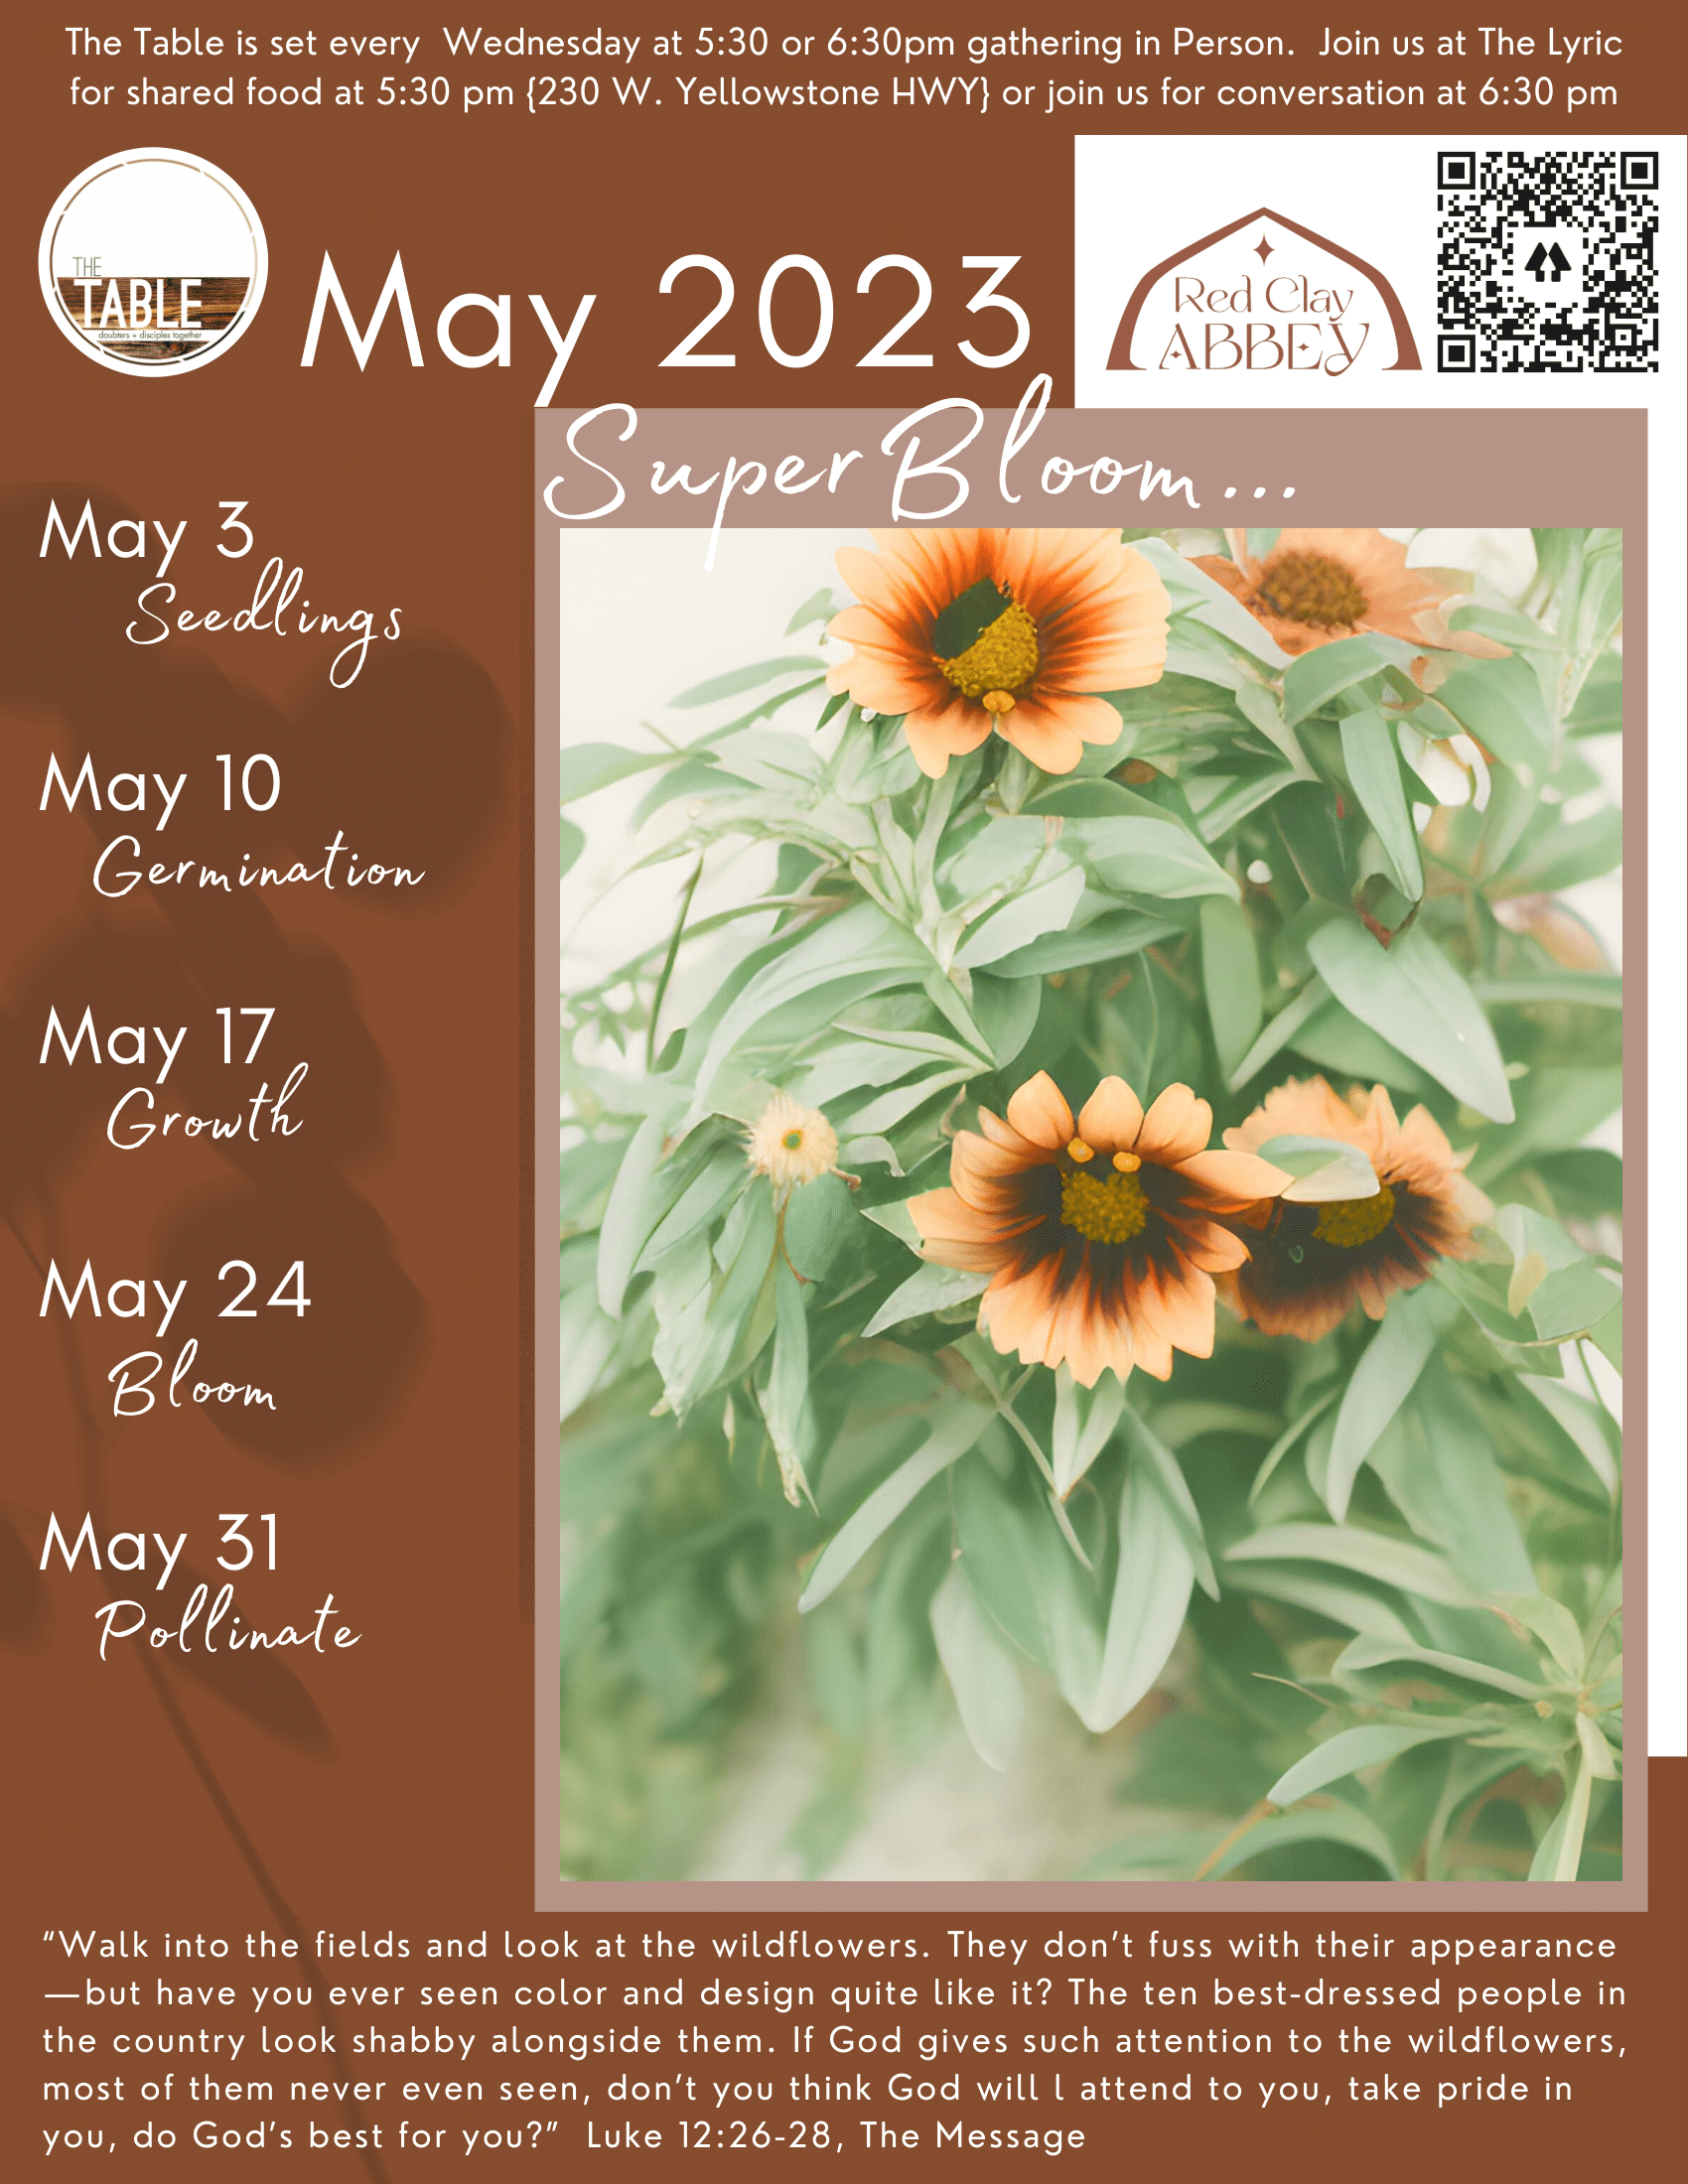 The Table is set every Wednesday at 5:30 or 6:30pm gathering in Person. Join us at The Lyric
for shared food at 5:30 pm {230 W. Yellowstone HWY} or join us for conversation at 6:30 pm
THE
TABLE
doubters + disciples together
May 2023
Red Clay
ABBEY
SuperBloom...
May 3
Seedlings
May 10
Germination
May 17
Growth
May 24
Bloom
May 31
Pollinate
“Walk into the fields and look at the wildflowers. They don’t fuss with their appearance
—but have you ever seen color and design quite like it? The ten best-dressed people in
the country look shabby alongside them. If God gives such attention to the wildflowers,
most of them never even seen, don’t you think God will l attend to you, take pride in
you, do God’s best for you?” Luke 12:26-28, The Message